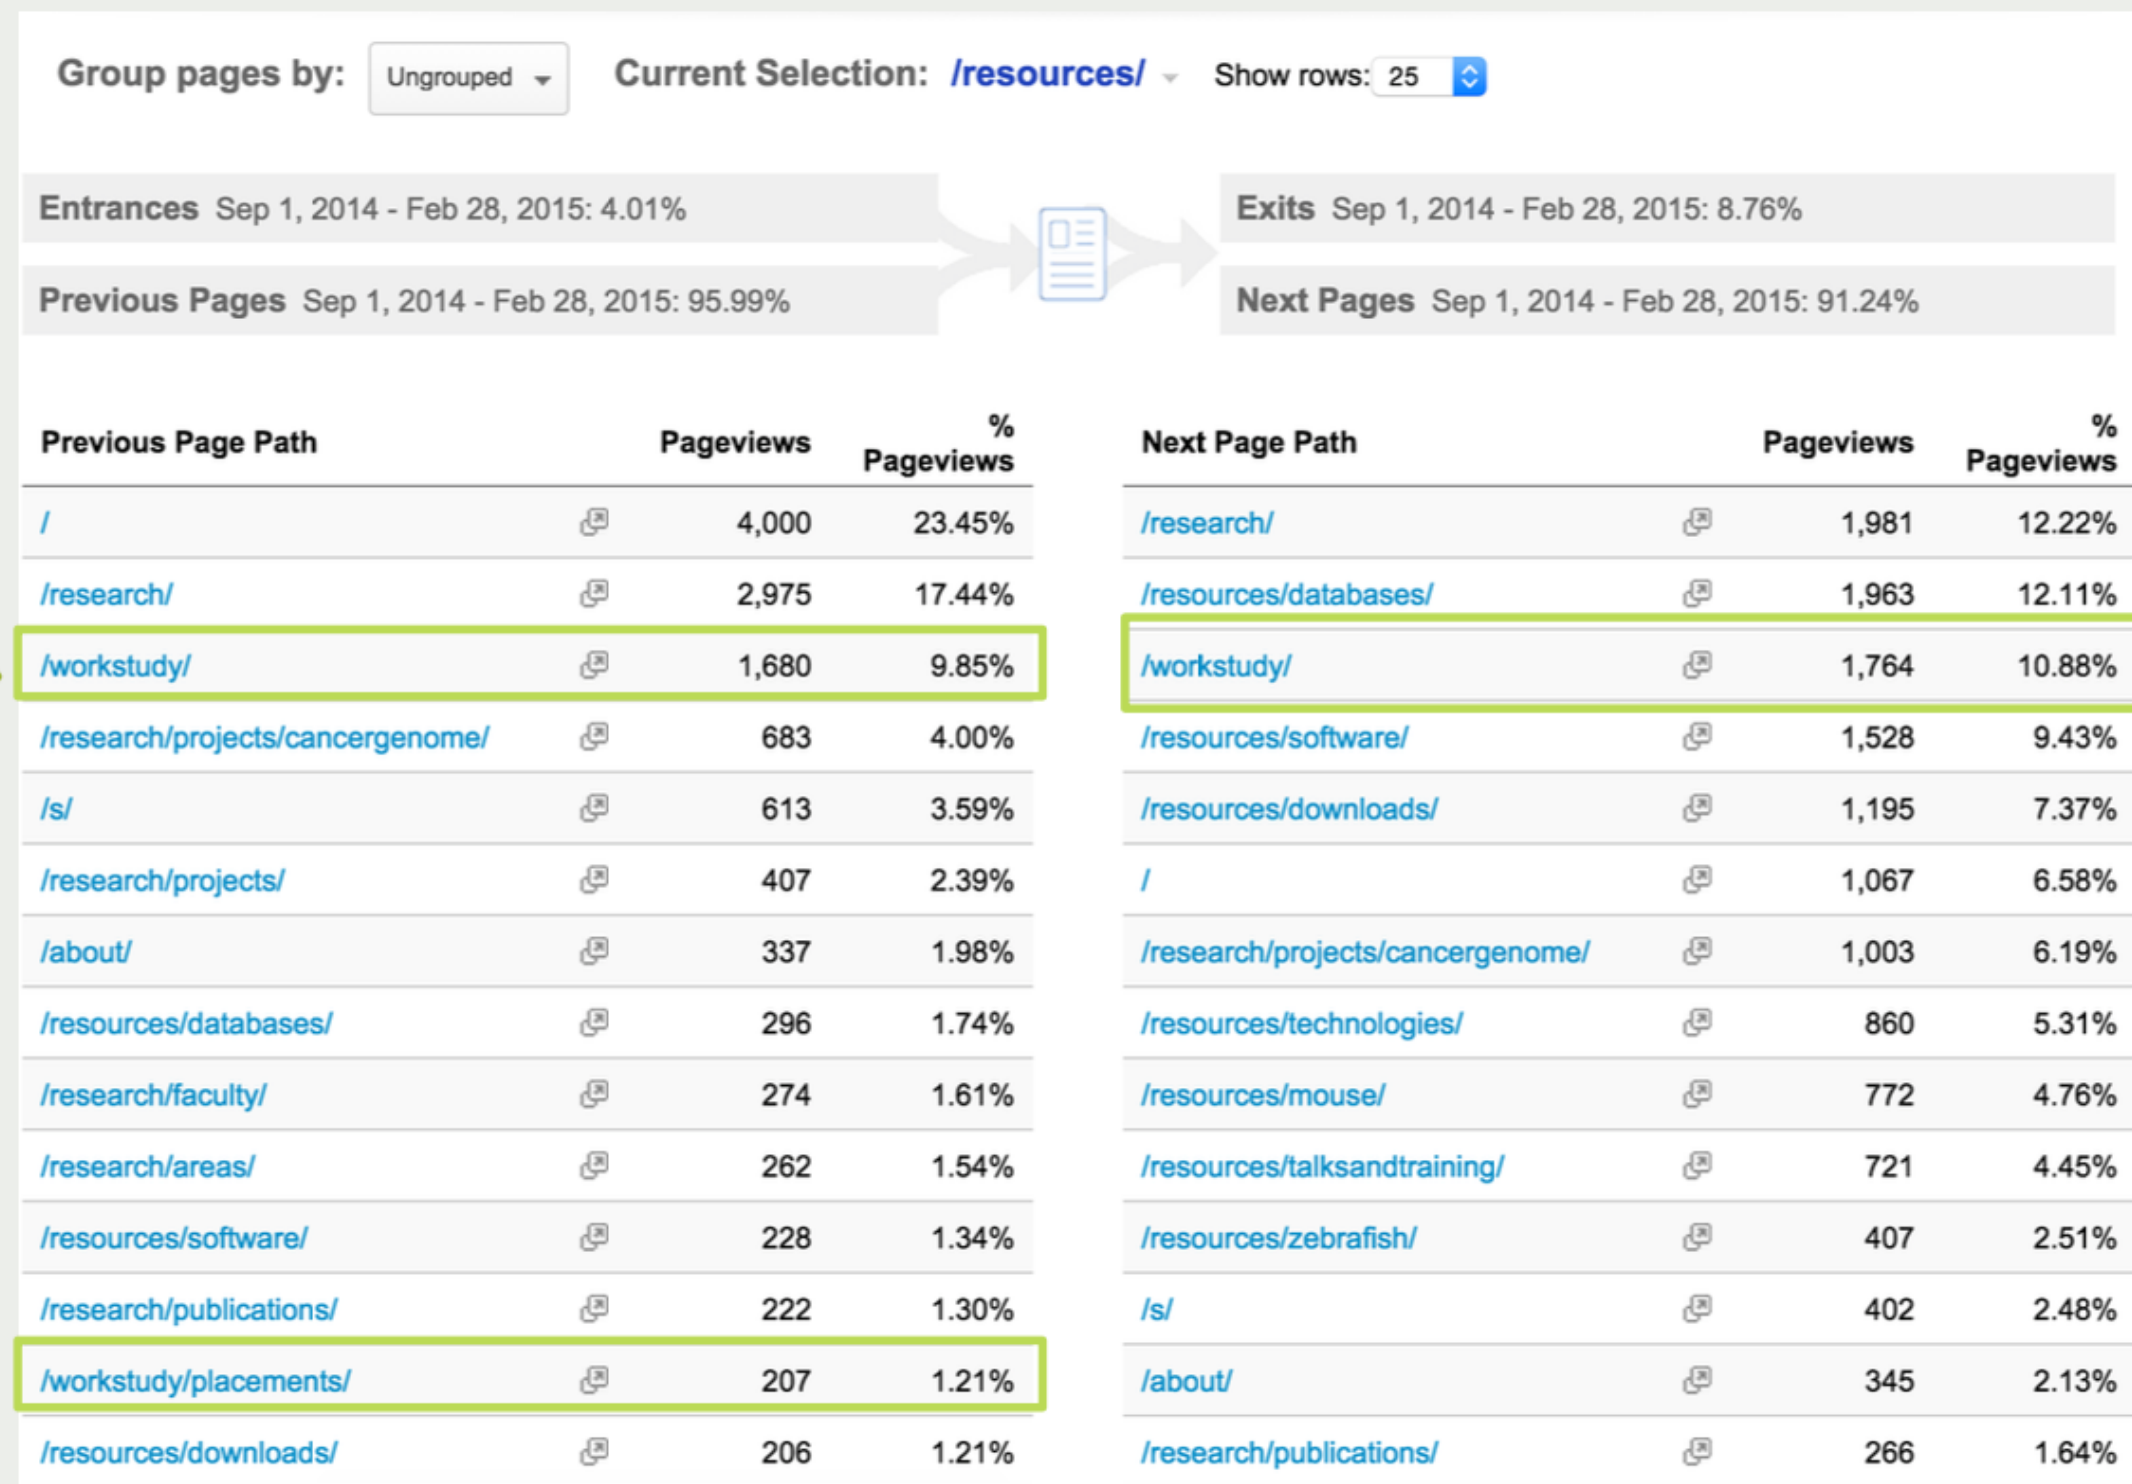 Group pages by: Ungrouped Current Selection: /resources/ Show rows: 25
Entrances Sep 1, 2014 - Feb 28, 2015: 4.01%
Previous Pages Sep 1, 2014 - Feb 28, 2015: 95.99%
Exits Sep 1, 2014 - Feb 28, 2015: 8.76%
Next Pages Sep 1, 2014 - Feb 28, 2015: 91.24%
Previous Page Path Pageviews % Pageviews
/ 4,000 23.45%
/research/ 2,975 17.44%
/workstudy/ 1,680 9.85%
/research/projects/cancergenome/ 683 4.00%
/s/ 613 3.59%
/research/projects/ 407 2.39%
/about/ 337 1.98%
/resources/databases/ 296 1.74%
/research/faculty/ 274 1.61%
/research/areas/ 262 1.54%
/resources/software/ 228 1.34%
/research/publications/ 222 1.30%
/workstudy/placements/ 207 1.21%
/resources/downloads/ 206 1.21%
Next Page Path Pageviews % Pageviews
/research/ 1,981 12.22%
/resources/databases/ 1,963 12.11%
/workstudy/ 1,764 10.88%
/resources/software/ 1,528 9.43%
/resources/downloads/ 1,195 7.37%
/ 1,067 6.58%
/research/projects/cancergenome/ 1,003 6.19%
/resources/technologies/ 860 5.31%
/resources/mouse/ 772 4.76%
/resources/talksandtraining/ 721 4.45%
/resources/zebrafish/ 407 2.51%
/s/ 402 2.48%
/about/ 345 2.13%
/research/publications/ 266 1.64%